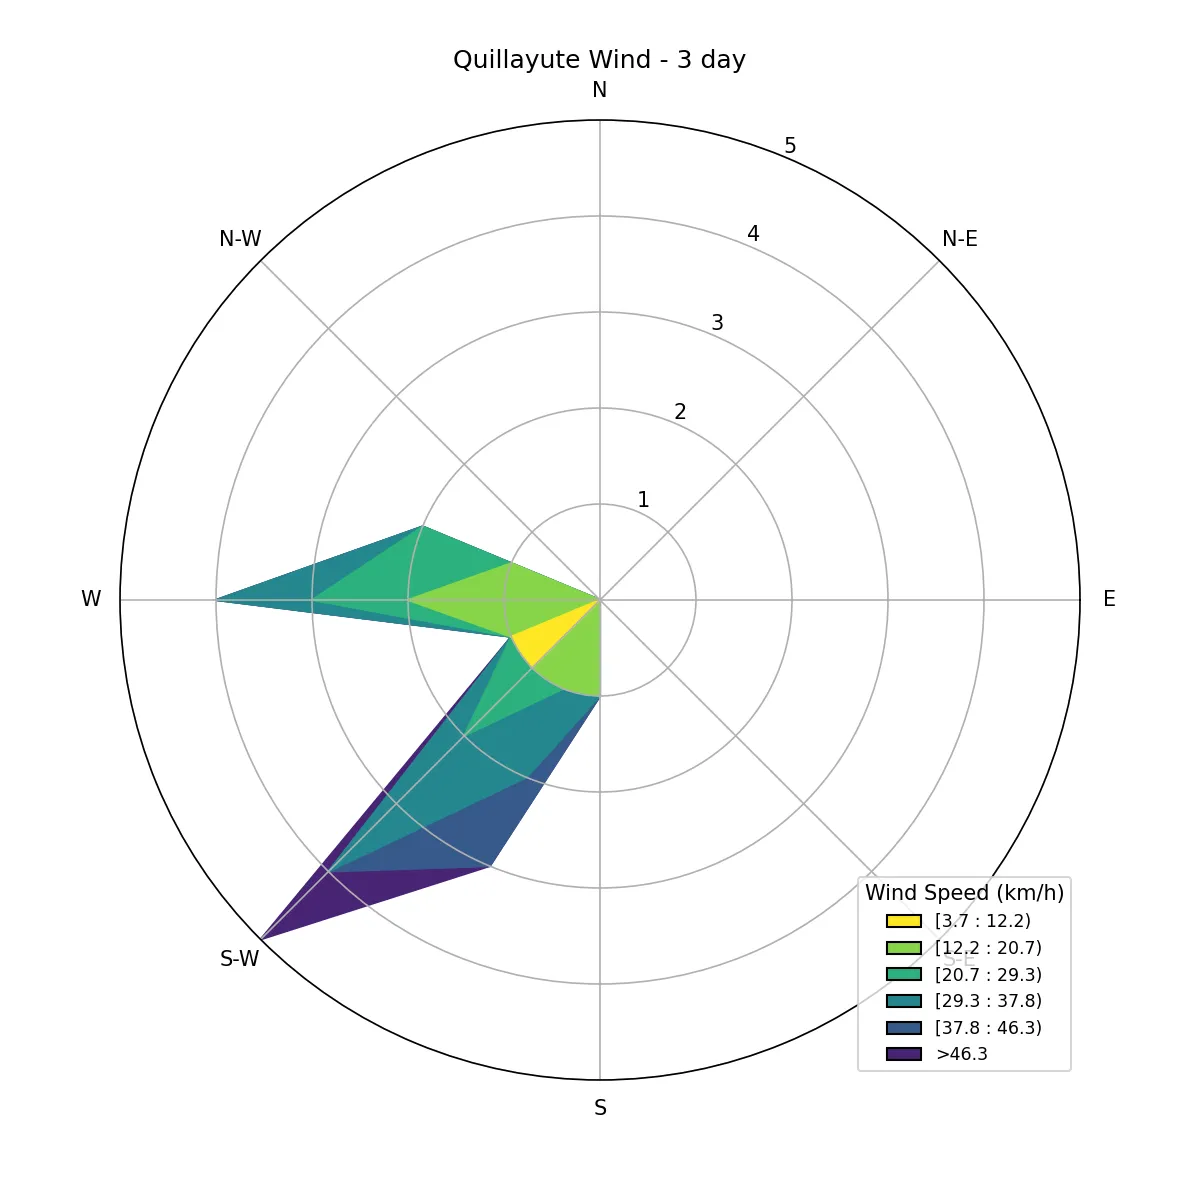 Quillayute Wind - 3 day
N
5
N-W
4
N-E
3
2
1
W
E
S-W
S-E
S
Wind Speed (km/h)
[3.7 : 12.2)
[12.2 : 20.7)
[20.7 : 29.3)
[29.3 : 37.8)
[37.8 : 46.3)
>46.3